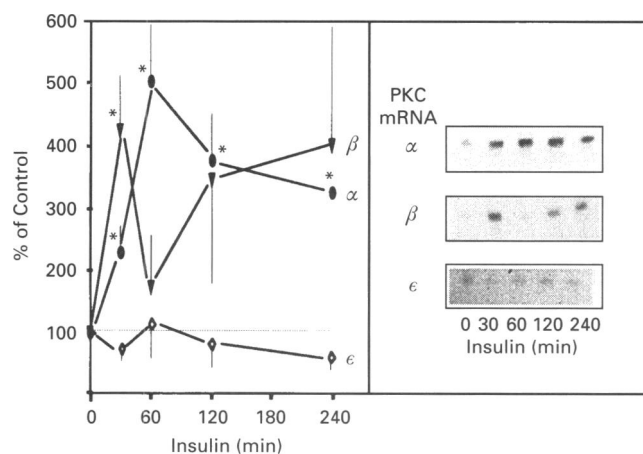 600
500
400
300
200
100
0
% of Control
*
*
*
*
*
β
α
ϵ
0 60 120 180 240
Insulin (min)
PKC
mRNA
α
β
ϵ
0 30 60 120 240
Insulin (min)